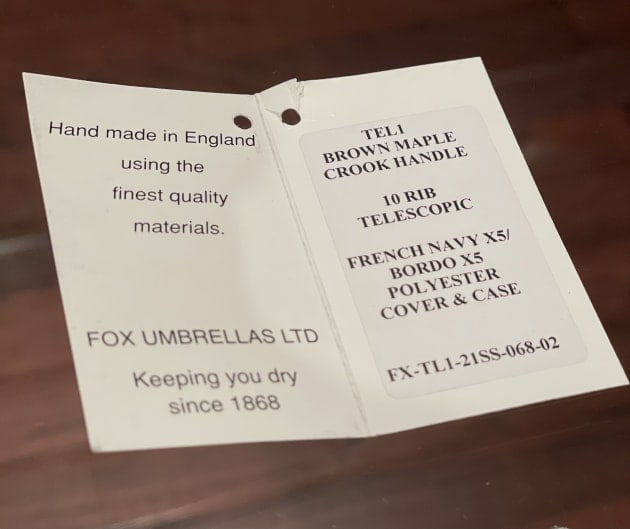 Hand made in England
using the
finest quality
materials.
FOX UMBRELLAS LTD
Keeping you dry
since 1868
TEL1
BROWN MAPLE
CROOK HANDLE
10 RIB
TELESCOPIC
FRENCH NAVY X5/
BORDO X5
POLYESTER
COVER & CASE
FX-TL1-21SS-068-02